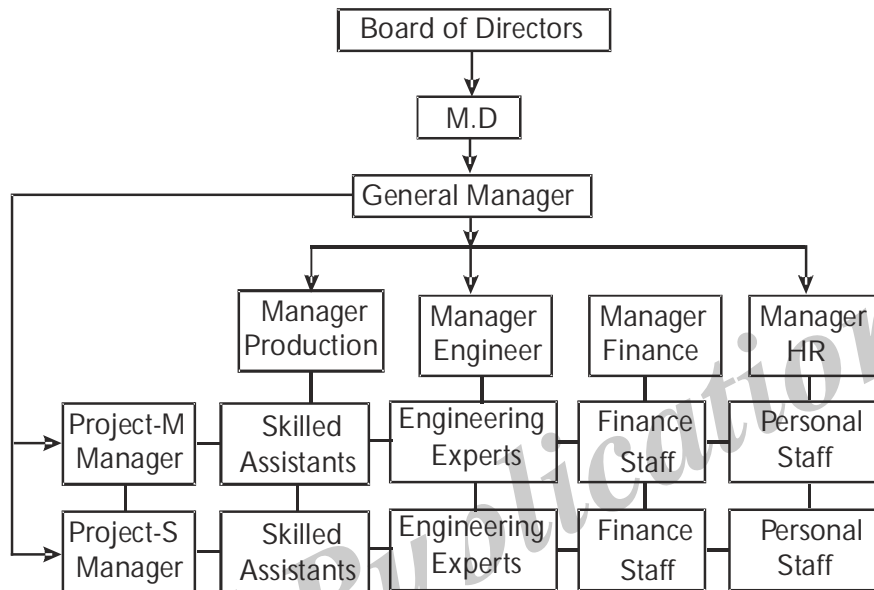 Board of Directors
M.D
General Manager
Manager
Production
Manager
Engineer
Manager
Finance
Manager
HR
Project-M
Manager
Skilled
Assistants
Engineering
Experts
Finance
Staff
Personal
Staff
Project-S
Manager
Skilled
Assistants
Engineering
Experts
Finance
Staff
Personal
Staff
Publication